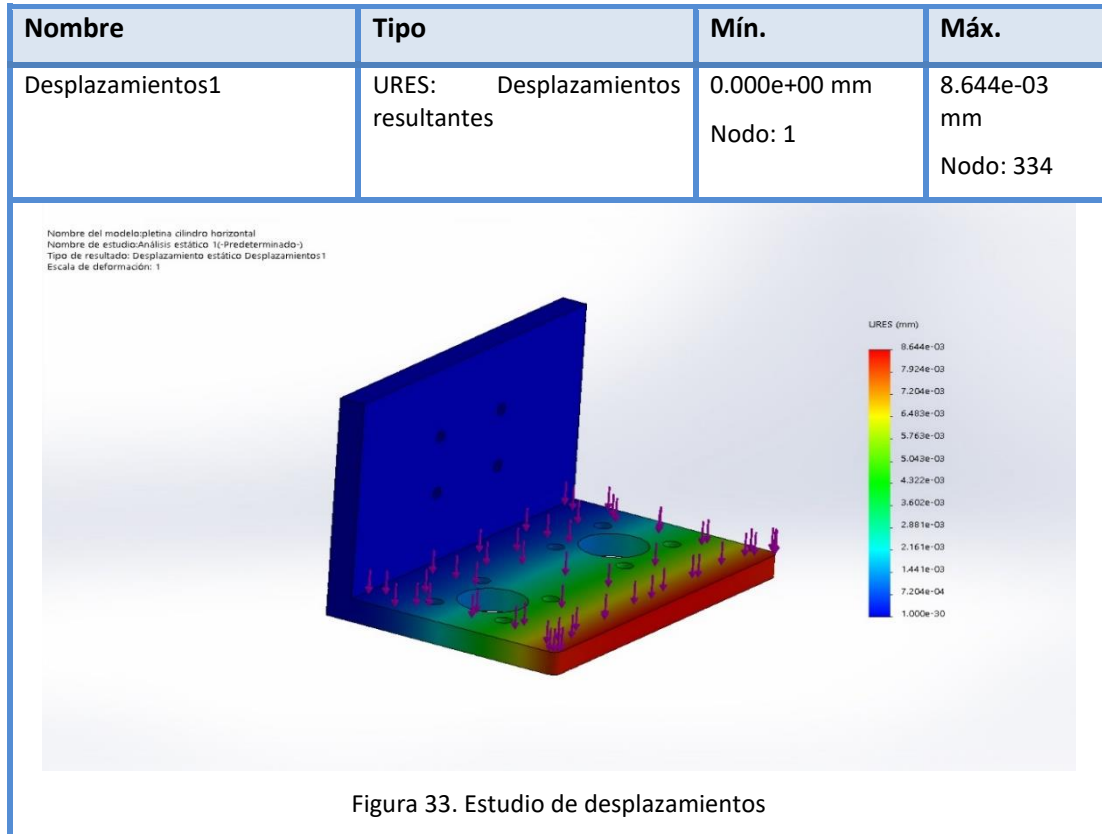 Nombre Tipo Mín. Máx.
Desplazamientos1 URES: Desplazamientos 0.000e+00 mm 8.644e-03
resultantes mm
Nodo: 1
Nodo: 334
Nombre del modelo:pletina cilindro horizontal
Nombre de estudio:Análisis estático 1(-Predeterminado-)
Tipo de resultado: Desplazamiento estático Desplazamientos1
Escala de deformación: 1
URES (mm)
8.644e-03
7.924e-03
7.204e-03
6.483e-03
5.763e-03
5.043e-03
4.322e-03
3.602e-03
2.881e-03
2.161e-03
1.441e-03
7.204e-04
1.000e-30
Figura 33. Estudio de desplazamientos